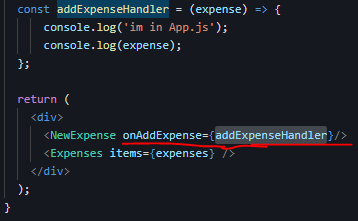 const addExpenseHandler = (expense) => {
console.log('im in App.js');
console.log(expense);
};
return (
<div>
<NewExpense onAddExpense={addExpenseHandler}/>
<Expenses items={expenses} />
</div>
);
}